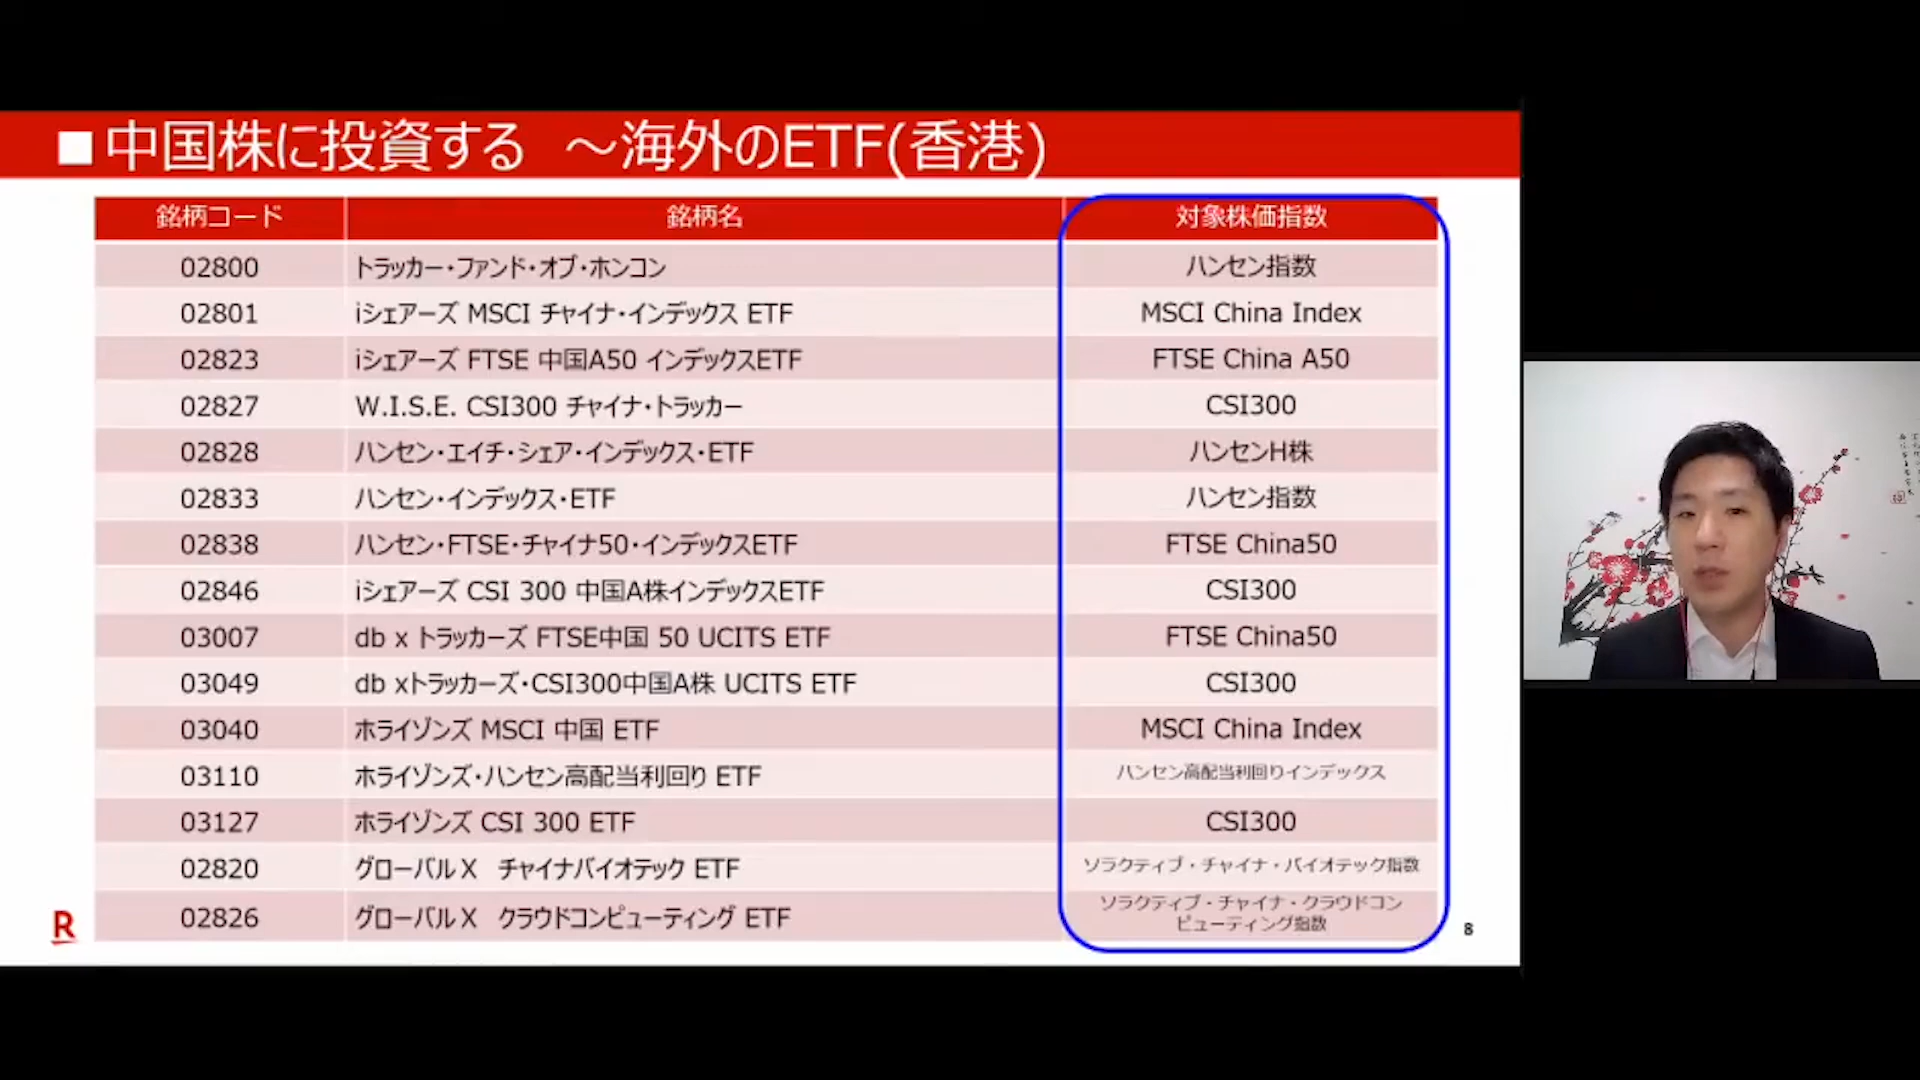 ■中国株に投資する ～海外のETF(香港)
銘柄コード 銘柄名 対象株価指数
02800 トラッカー・ファンド・オブ・ホンコン ハンセン指数
02801 iシェアーズ MSCI チャイナ・インデックス ETF MSCI China Index
02823 iシェアーズ FTSE 中国A50 インデックスETF FTSE China A50
02827 W.I.S.E. CSI300 チャイナ・トラッカー CSI300
02828 ハンセン・エイチ・シェア・インデックス・ETF ハンセンH株
02833 ハンセン・インデックス・ETF ハンセン指数
02838 ハンセン・FTSE・チャイナ50・インデックスETF FTSE China50
02846 iシェアーズ CSI 300 中国A株インデックスETF CSI300
03007 db x トラッカーズ FTSE中国 50 UCITS ETF FTSE China50
03049 db xトラッカーズ・CSI300中国A株 UCITS ETF CSI300
03040 ホライゾンズ MSCI 中国 ETF MSCI China Index
03110 ホライゾンズ・ハンセン高配当利回り ETF ハンセン高配当利回りインデックス
03127 ホライゾンズ CSI 300 ETF CSI300
02820 グローバルX チャイナバイオテック ETF ソラクティブ・チャイナ・バイオテック指数
02826 グローバルX クラウドコンピューティング ETF ソラクティブ・チャイナ・クラウドコン
ピューティング指数
R
8